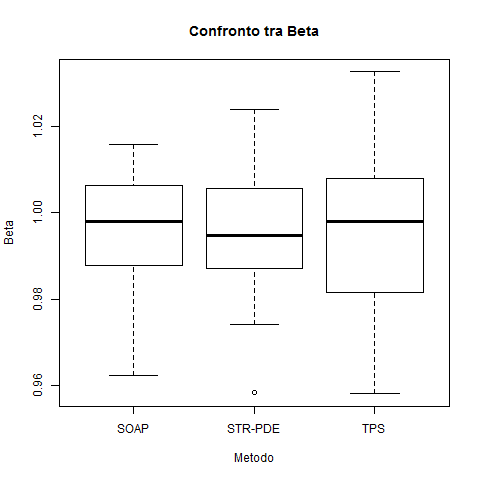 Confronto tra Beta
Beta
1.02
1.00
0.98
0.96
SOAP STR-PDE TPS
Metodo